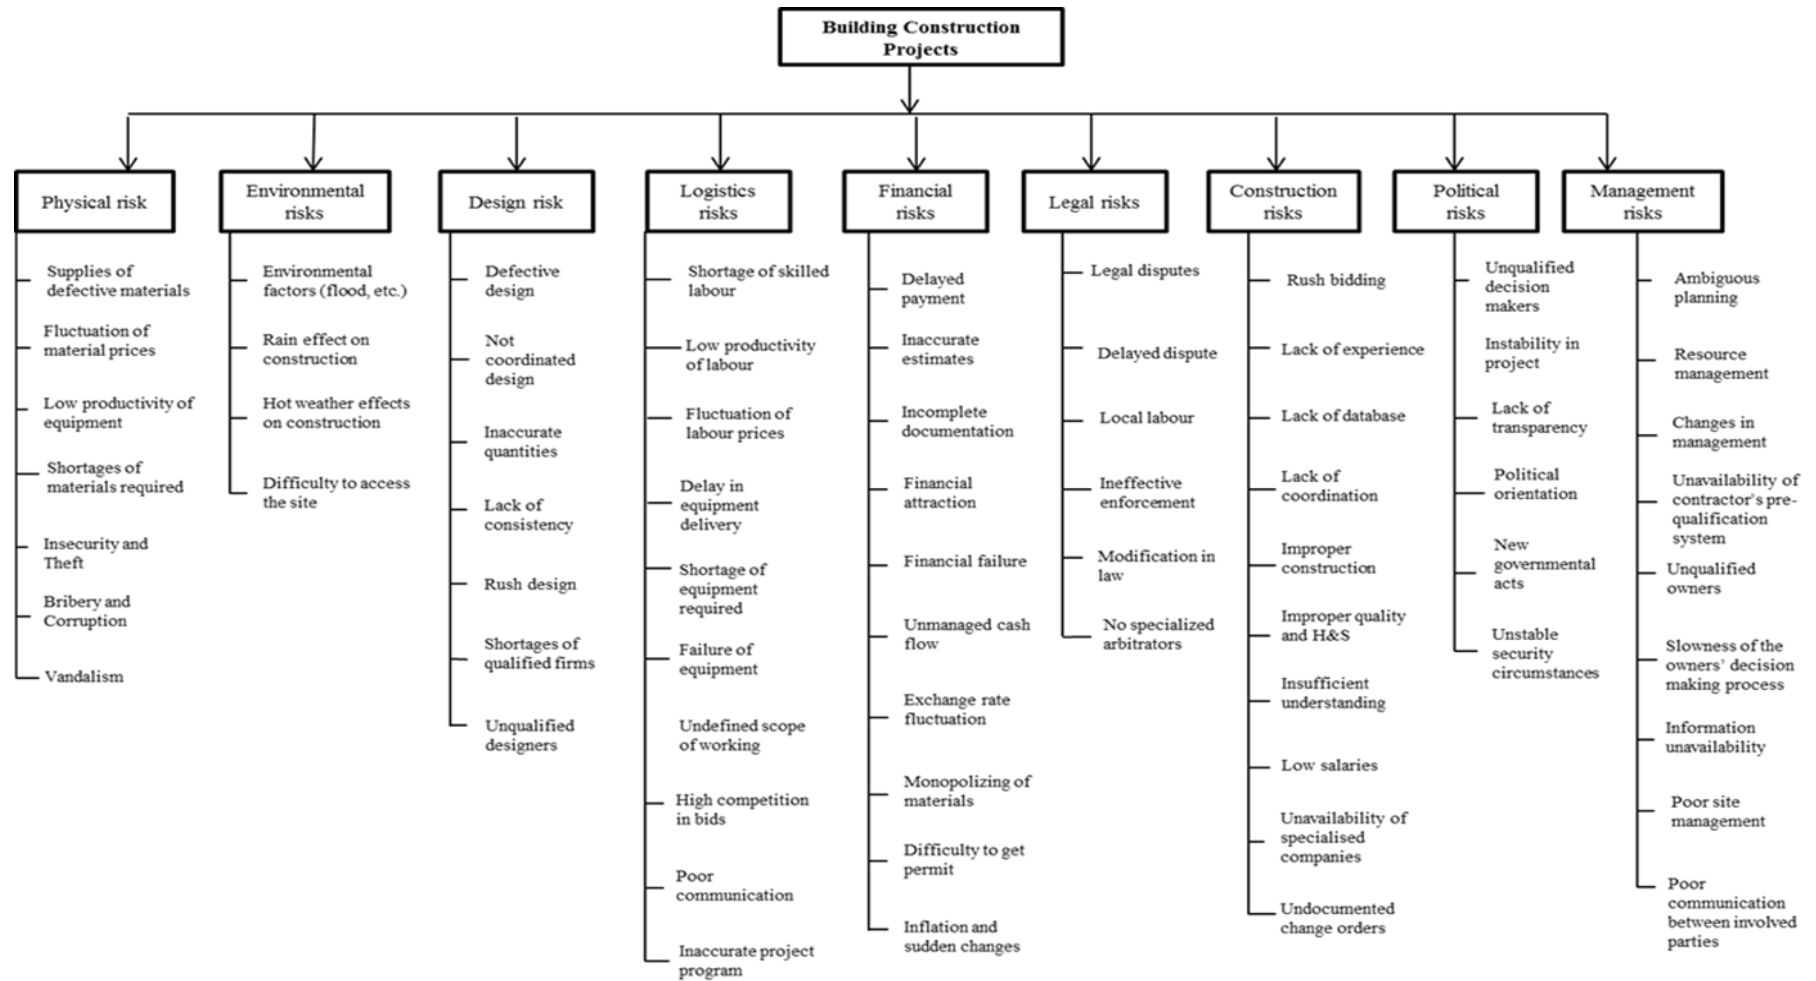 Building Construction
Projects
Physical risk
Supplies of
defective materials
Fluctuation of
material prices
Low productivity of
equipment
Shortages of
materials required
Insecurity and
Theft
Bribery and
Corruption
Vandalism
Environmental
risks
Environmental
factors (flood, etc.)
Rain effect on
construction
Hot weather effects
on construction
Difficulty to access
the site
Design risk
Defective
design
Not
coordinated
design
Inaccurate
quantities
Lack of
consistency
Rush design
Shortages of
qualified firms
Unqualified
designers
Logistics
risks
Shortage of skilled
labour
Low productivity
of labour
Fluctuation of
labour prices
Delay in
equipment
delivery
Shortage of
equipment
required
Failure of
equipment
Undefined scope
of working
High competition
in bids
Poor
communication
Inaccurate project
program
Financial
risks
Delayed
payment
Inaccurate
estimates
Incomplete
documentation
Financial
attraction
Financial failure
Unmanaged cash
flow
Exchange rate
fluctuation
Monopolizing of
materials
Difficulty to get
permit
Inflation and
sudden changes
Legal risks
Legal disputes
Delayed dispute
Local labour
Ineffective
enforcement
Modification in
law
No specialized
arbitrators
Construction
risks
Rush bidding
Lack of experience
Lack of database
Lack of
coordination
Improper
construction
Improper quality
and H&S
Insufficient
understanding
Low salaries
Unavailability of
specialised
companies
Undocumented
change orders
Political
risks
Unqualified
decision
makers
Instability in
project
Lack of
transparency
Political
orientation
New
governmental
acts
Unstable
security
circumstances
Management
risks
Ambiguous
planning
Resource
management
Changes in
management
Unavailability of
contractor's pre-
qualification
system
Unqualified
owners
Slowness of the
owners' decision
making process
Information
unavailability
Poor site
management
Poor
communication
between involved
parties